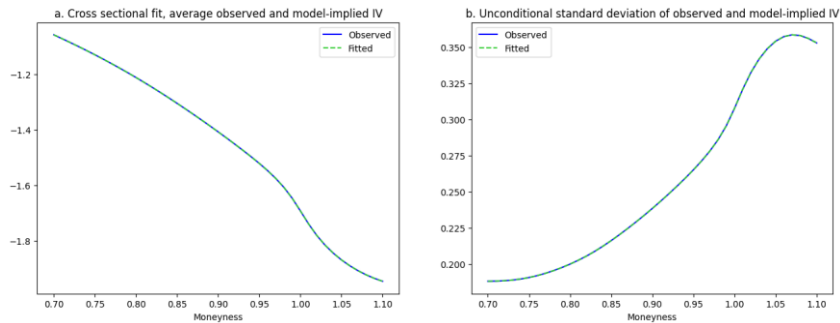 a. Cross sectional fit, average observed and model-implied IV
Observed
Fitted
−1.2
−1.4
−1.6
−1.8
0.70 0.75 0.80 0.85 0.90 0.95 1.00 1.05 1.10
Moneyness
b. Unconditional standard deviation of observed and model-implied IV
Observed
Fitted
0.350
0.325
0.300
0.275
0.250
0.225
0.200
0.70 0.75 0.80 0.85 0.90 0.95 1.00 1.05 1.10
Moneyness